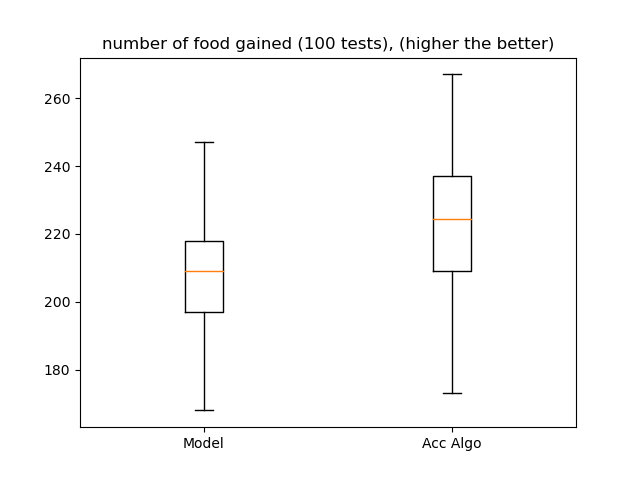 number of food gained (100 tests), (higher the better)
260
240
220
200
180
Model
Acc Algo